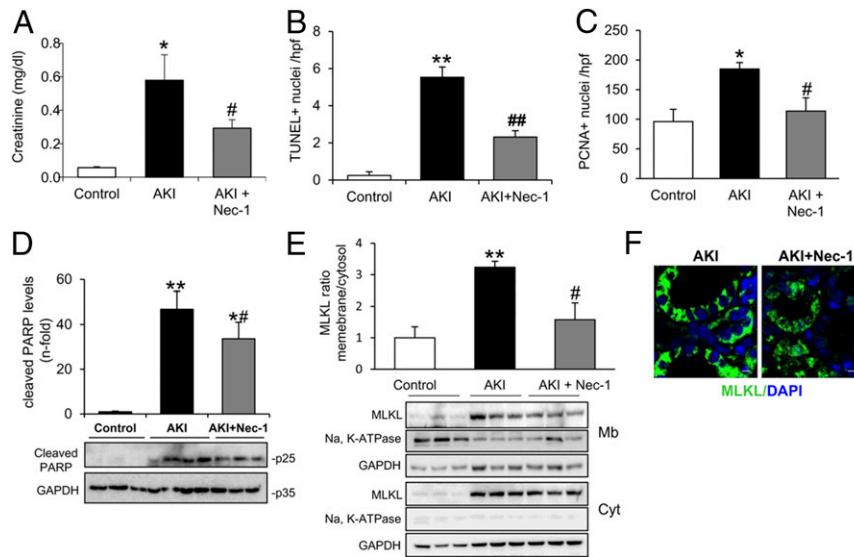 A
Creatinine (mg/dl)
0.8
0.6
0.4
0.2
0.0
*
#
Control
AKI
AKI +
Nec-1
B
TUNEL+ nuclei /hpf
8
6
4
2
0
**
##
Control
AKI
AKI+Nec-1
C
PCNA+ nuclei /hpf
250
200
150
100
50
0
*
#
Control
AKI
AKI +
Nec-1
D
cleaved PARP levels
(n-fold)
60
40
20
0
**
*#
Control
AKI
AKI+Nec-1
Cleaved
PARP
-p25
GAPDH
-p35
E
MLKL ratio
memebrane/cytosol
4
3
2
1
0
**
#
Control
AKI
AKI + Nec-1
MLKL
Na, K-ATPase
GAPDH
Mb
MLKL
Na, K-ATPase
GAPDH
Cyt
F
AKI
AKI+Nec-1
MLKL/DAPI